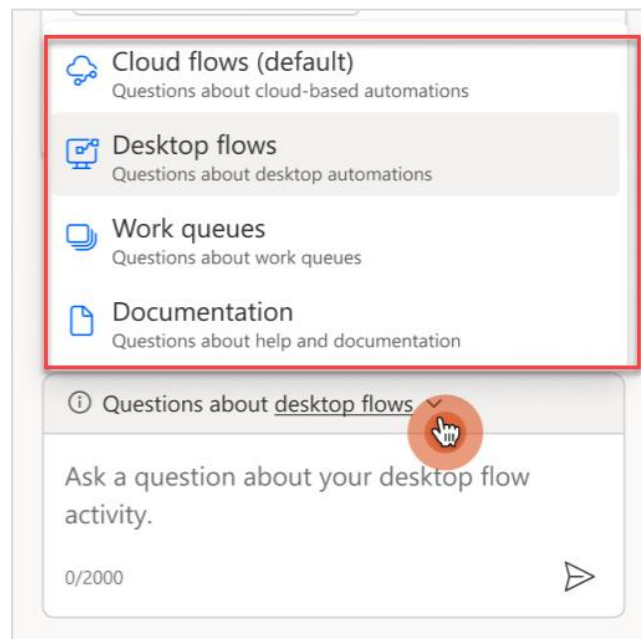 Cloud flows (default)
Questions about cloud-based automations
Desktop flows
Questions about desktop automations
Work queues
Questions about work queues
Documentation
Questions about help and documentation
Questions about desktop flows
Ask a question about your desktop flow
activity.
0/2000